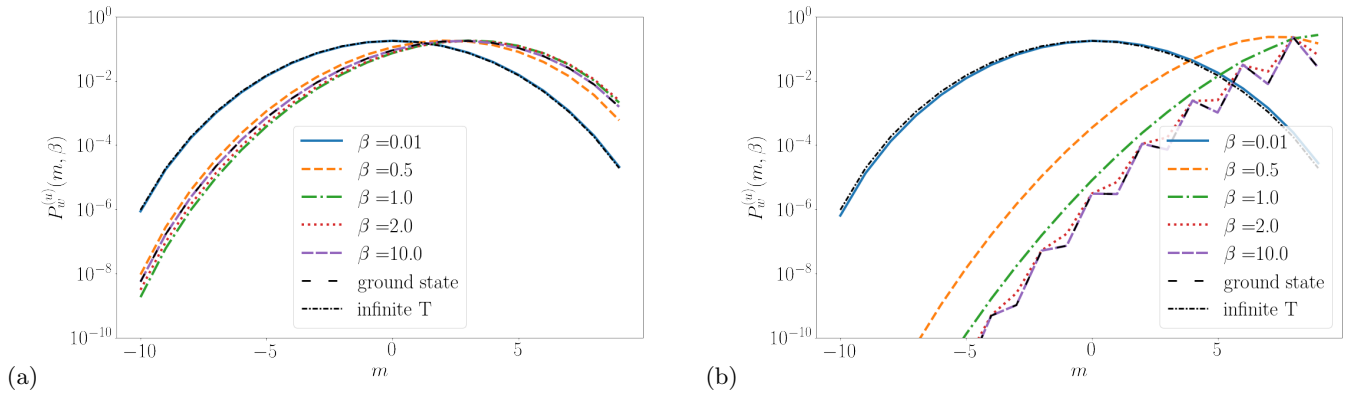 10^0
10^{-2}
10^{-4}
10^{-6}
10^{-8}
10^{-10}
P_w^{(u)}(m, β)
β =0.01
β =0.5
β =1.0
β =2.0
β =10.0
ground state
infinite T
−10
−5
0
5
m
(a)
10^0
10^{-2}
10^{-4}
10^{-6}
10^{-8}
10^{-10}
P_w^{(u)}(m, β)
β =0.01
β =0.5
β =1.0
β =2.0
β =10.0
ground state
infinite T
−10
−5
0
5
m
(b)